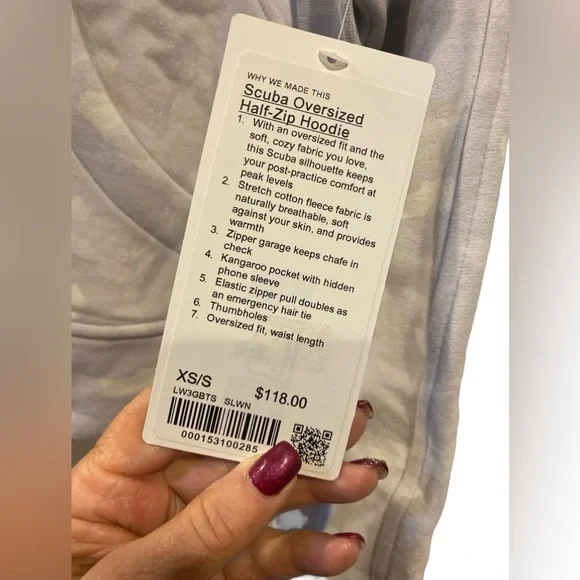 WHY WE MADE THIS
Scuba Oversized
Half-Zip Hoodie
1. With an oversized fit and the
soft, cozy fabric you love,
this Scuba silhouette keeps
your post-practice comfort at
peak levels
2. Stretch cotton fleece fabric is
naturally breathable, soft
against your skin, and provides
warmth
3. Zipper garage keeps chafe in
check
4. Kangaroo pocket with hidden
phone sleeve
5. Elastic zipper pull doubles as
an emergency hair tie
6. Thumbholes
7. Oversized fit, waist length
XS/S $118.00
LW3GBTS SLWN
000153100285